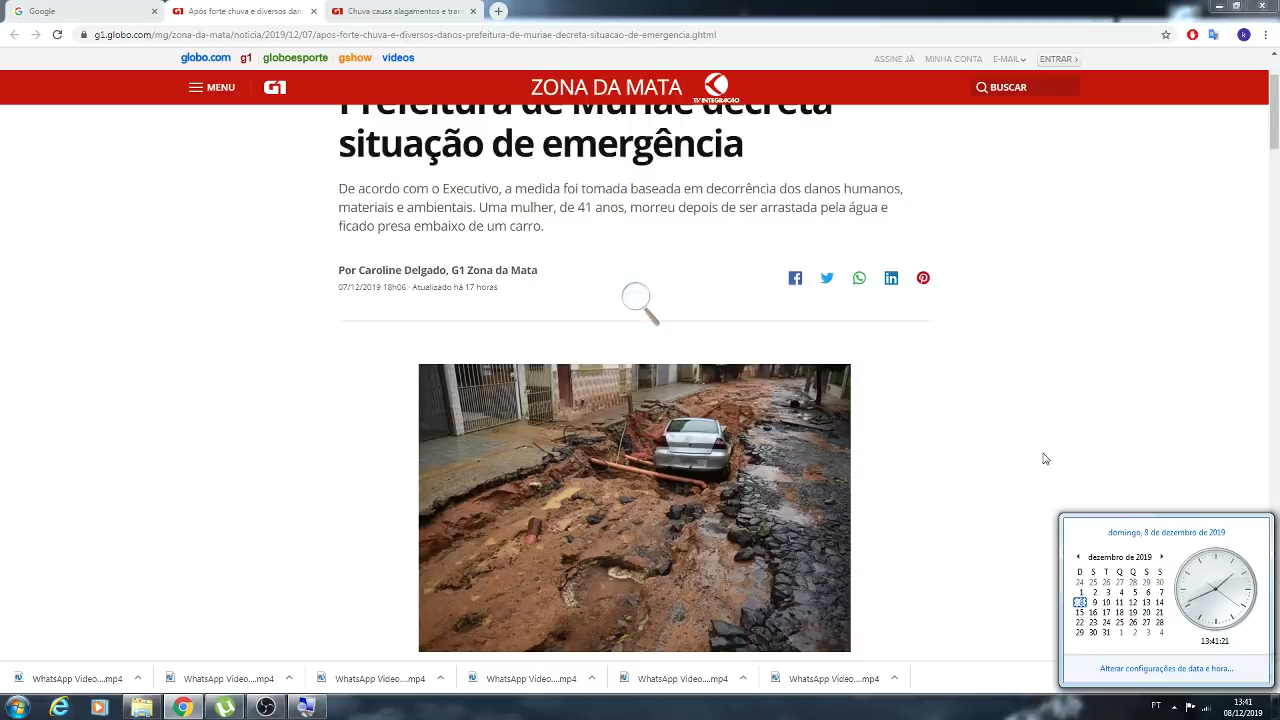 Google
Após forte chuva e diversos dan
Chuva causa alagamentos e tran
g1.globo.com/mg/zona-da-mata/noticia/2019/12/07/apos-forte-chuva-e-diversos-danos-prefeitura-de-muriae-decreta-situacao-de-emergencia.ghtml
globo.com g1 globoesporte gshow vídeos
ASSINE JÁ MINHA CONTA E-MAIL ENTRAR ›
MENU G1 ZONA DA MATA TV INTEGRAÇÃO BUSCAR
Prefeitura de Muriaé decreta
situação de emergência
De acordo com o Executivo, a medida foi tomada baseada em decorrência dos danos humanos,
materiais e ambientais. Uma mulher, de 41 anos, morreu depois de ser arrastada pela água e
ficado presa embaixo de um carro.
Por Caroline Delgado, G1 Zona da Mata
07/12/2019 18h06 · Atualizado há 17 horas
domingo, 8 de dezembro de 2019
dezembro de 2019
D S T Q Q S S
24 25 26 27 28 29 30
1 2 3 4 5 6 7
8 9 10 11 12 13 14
15 16 17 18 19 20 21
22 23 24 25 26 27 28
29 30 31 1 2 3 4
13:41:21
Alterar configurações de data e hora...
WhatsApp Video....mp4
WhatsApp Video....mp4
WhatsApp Video....mp4
WhatsApp Video....mp4
WhatsApp Video....mp4
WhatsApp Video....mp4
PT
13:41
08/12/2019